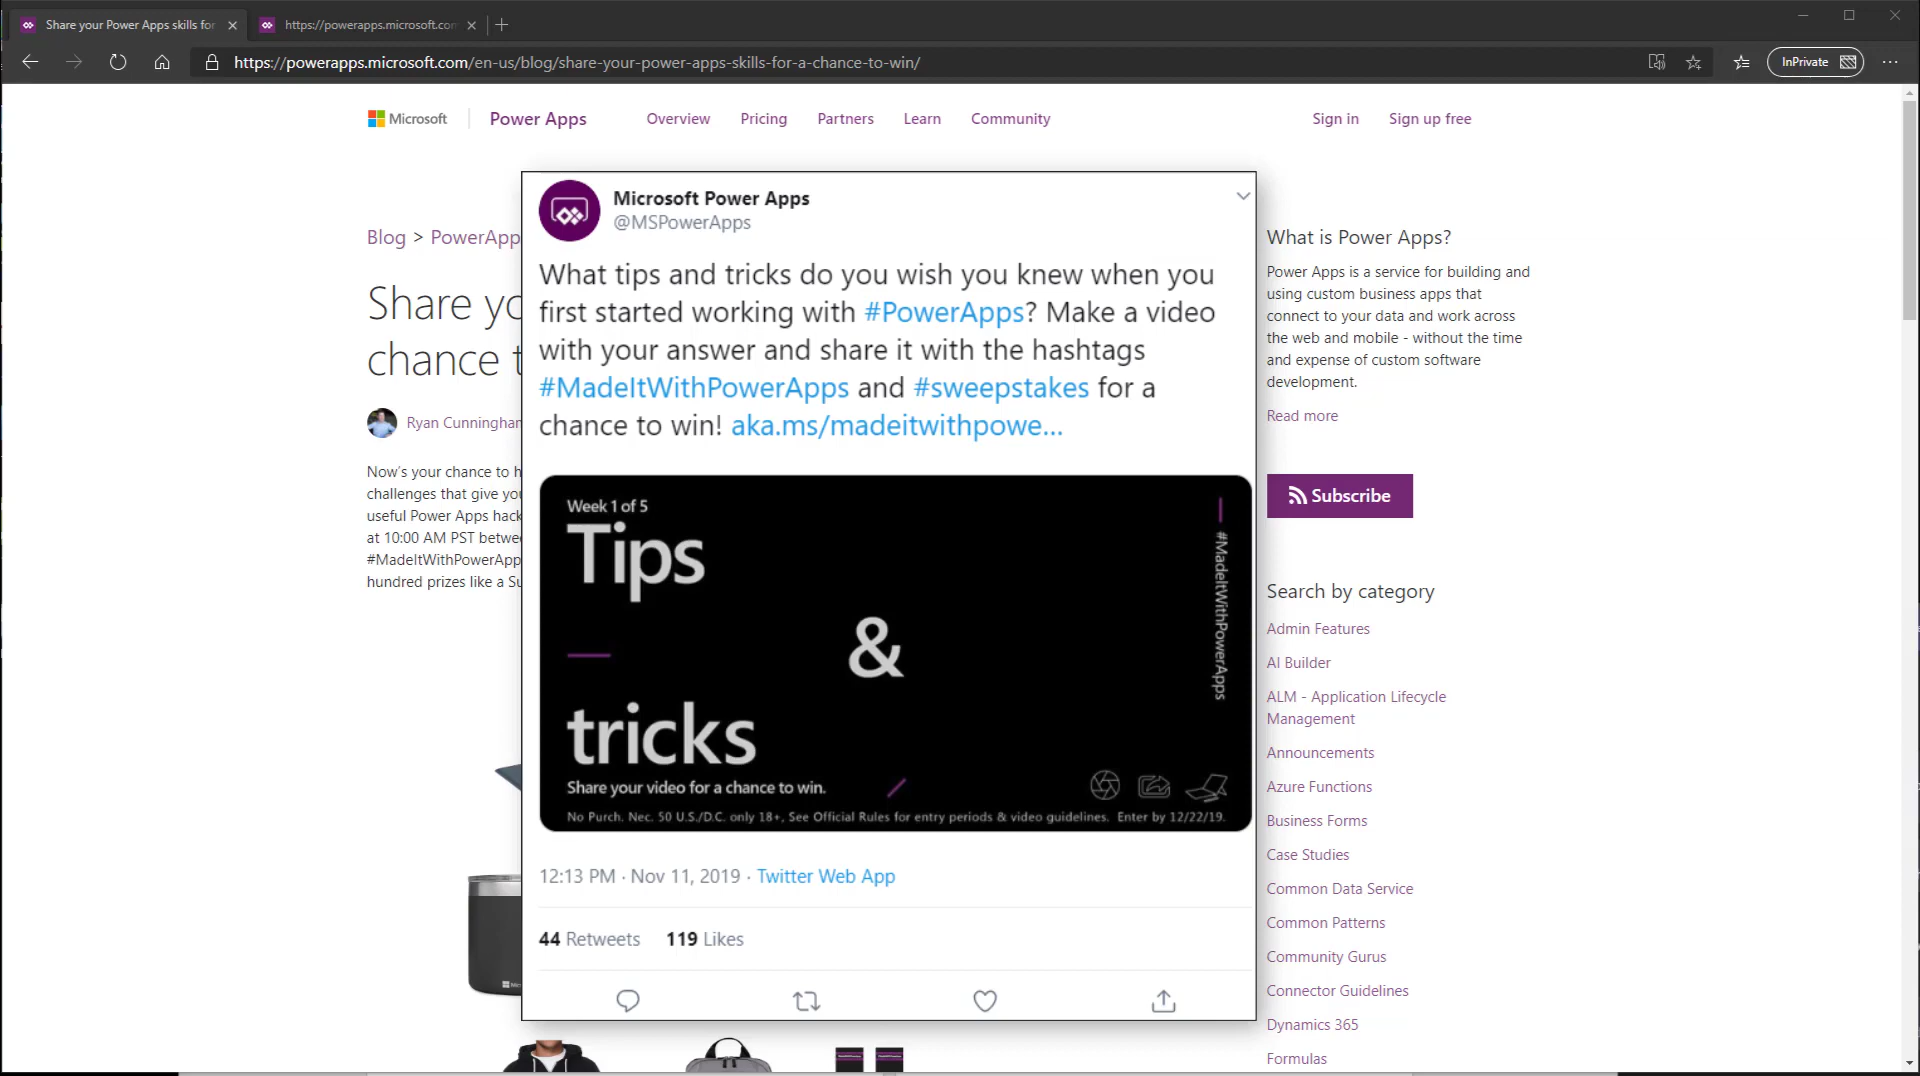 Share your Power Apps skills for
https://powerapps.microsoft.com
https://powerapps.microsoft.com/en-us/blog/share-your-power-apps-skills-for-a-chance-to-win/
InPrivate
Microsoft
Power Apps
Overview
Pricing
Partners
Learn
Community
Sign in
Sign up free
Blog > PowerApp
Share yo
chance t
Ryan Cunningham
Now's your chance to h
challenges that give you
useful Power Apps hack
at 10:00 AM PST betwee
#MadeItWithPowerApp
hundred prizes like a Su
Microsoft Power Apps
@MSPowerApps
What tips and tricks do you wish you knew when you
first started working with #PowerApps? Make a video
with your answer and share it with the hashtags
#MadeItWithPowerApps and #sweepstakes for a
chance to win! aka.ms/madeitwithpowe...
Week 1 of 5
Tips
&
tricks
Share your video for a chance to win.
No Purch. Nec. 50 U.S./D.C. only 18+, See Official Rules for entry periods & video guidelines. Enter by 12/22/19.
#MadeItWithPowerApps
12:13 PM · Nov 11, 2019 · Twitter Web App
44 Retweets 119 Likes
What is Power Apps?
Power Apps is a service for building and
using custom business apps that
connect to your data and work across
the web and mobile - without the time
and expense of custom software
development.
Read more
Subscribe
Search by category
Admin Features
AI Builder
ALM - Application Lifecycle
Management
Announcements
Azure Functions
Business Forms
Case Studies
Common Data Service
Common Patterns
Community Gurus
Connector Guidelines
Dynamics 365
Formulas